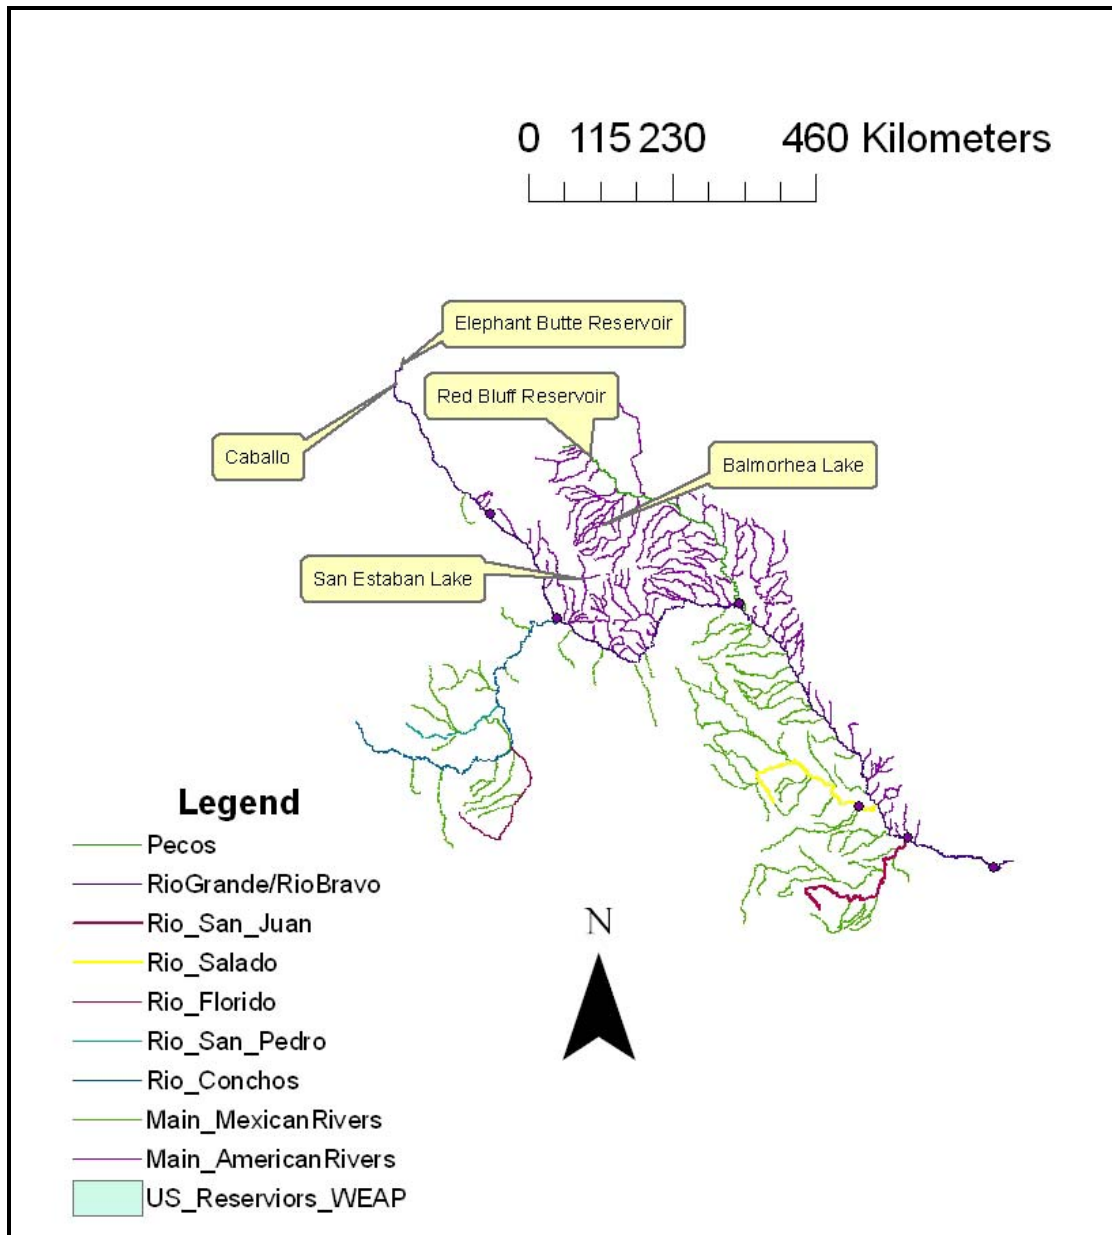 0 115 230 460 Kilometers
Elephant Butte Reservoir
Red Bluff Reservoir
Caballo
Balmorhea Lake
San Estaban Lake
Legend
Pecos
RioGrande/RioBravo
Rio_San_Juan
Rio_Salado
Rio_Florido
Rio_San_Pedro
Rio_Conchos
Main_MexicanRivers
Main_AmericanRivers
US_Reserviors_WEAP
N